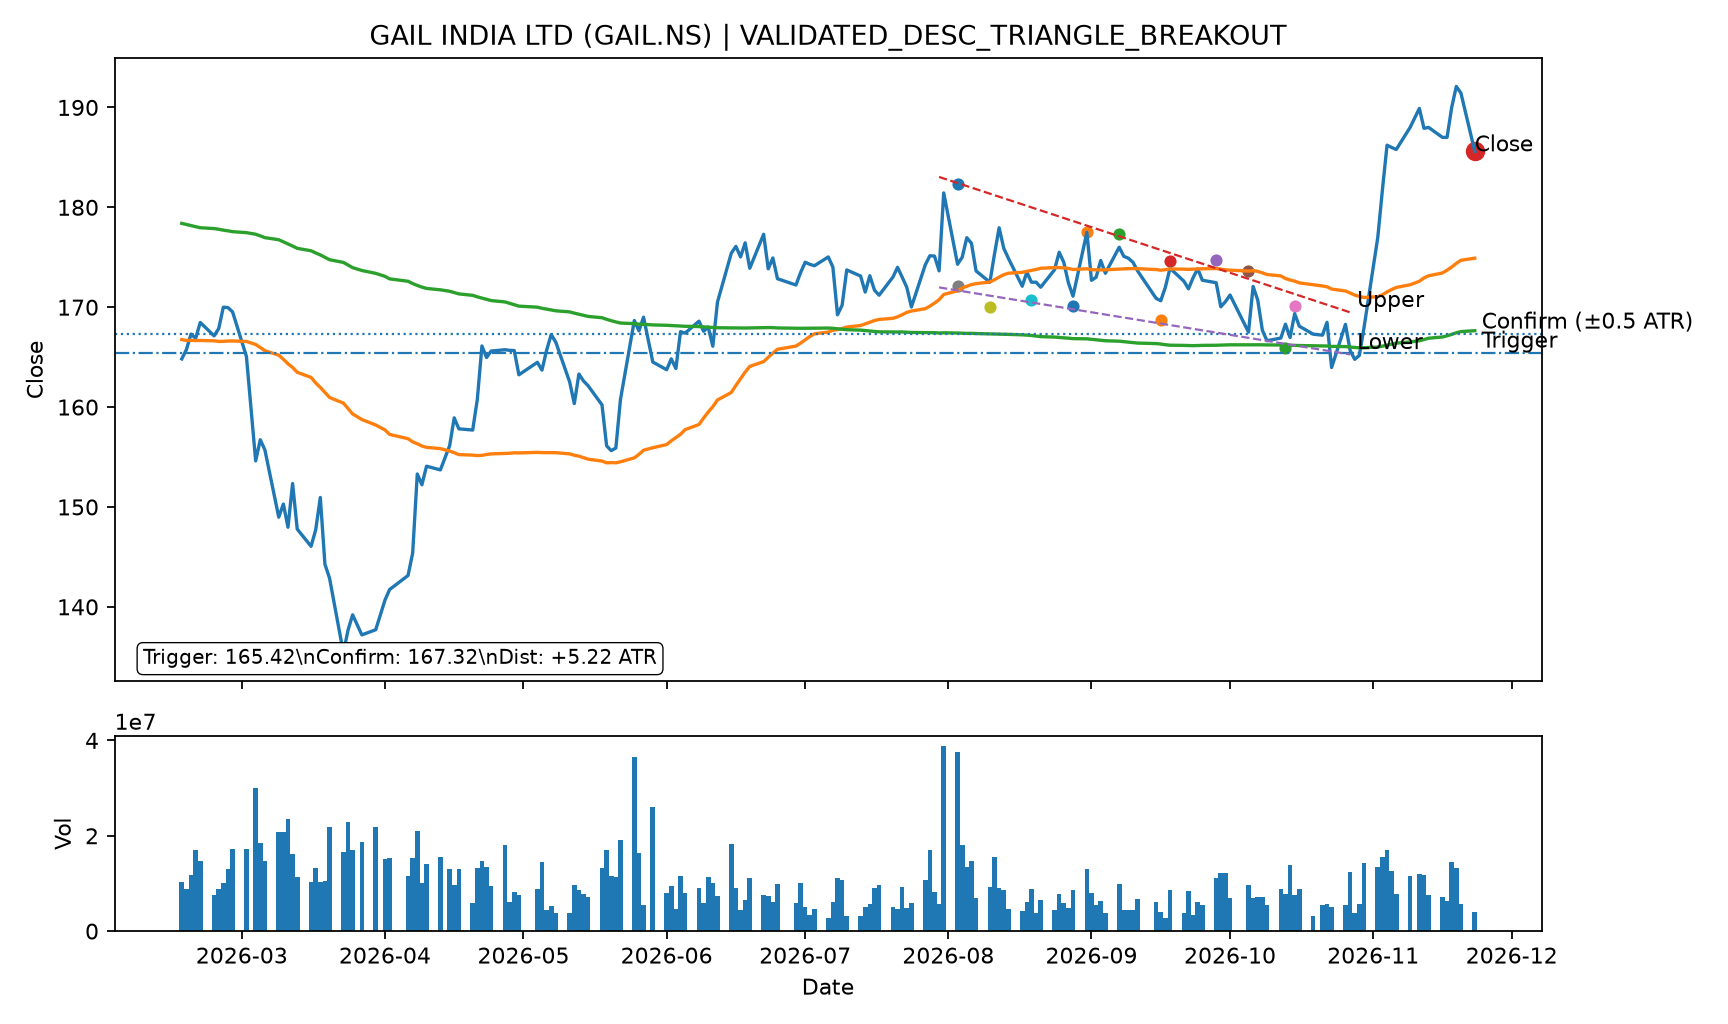 GAIL INDIA LTD (GAIL.NS) | VALIDATED_DESC_TRIANGLE_BREAKOUT
190
180
170
160
150
140
Close
Close
Upper
Confirm (±0.5 ATR)
Lower
Trigger
Trigger: 165.42\nConfirm: 167.32\nDist: +5.22 ATR
1e7
4
2
0
Vol
2026-03 2026-04 2026-05 2026-06 2026-07 2026-08 2026-09 2026-10 2026-11 2026-12
Date